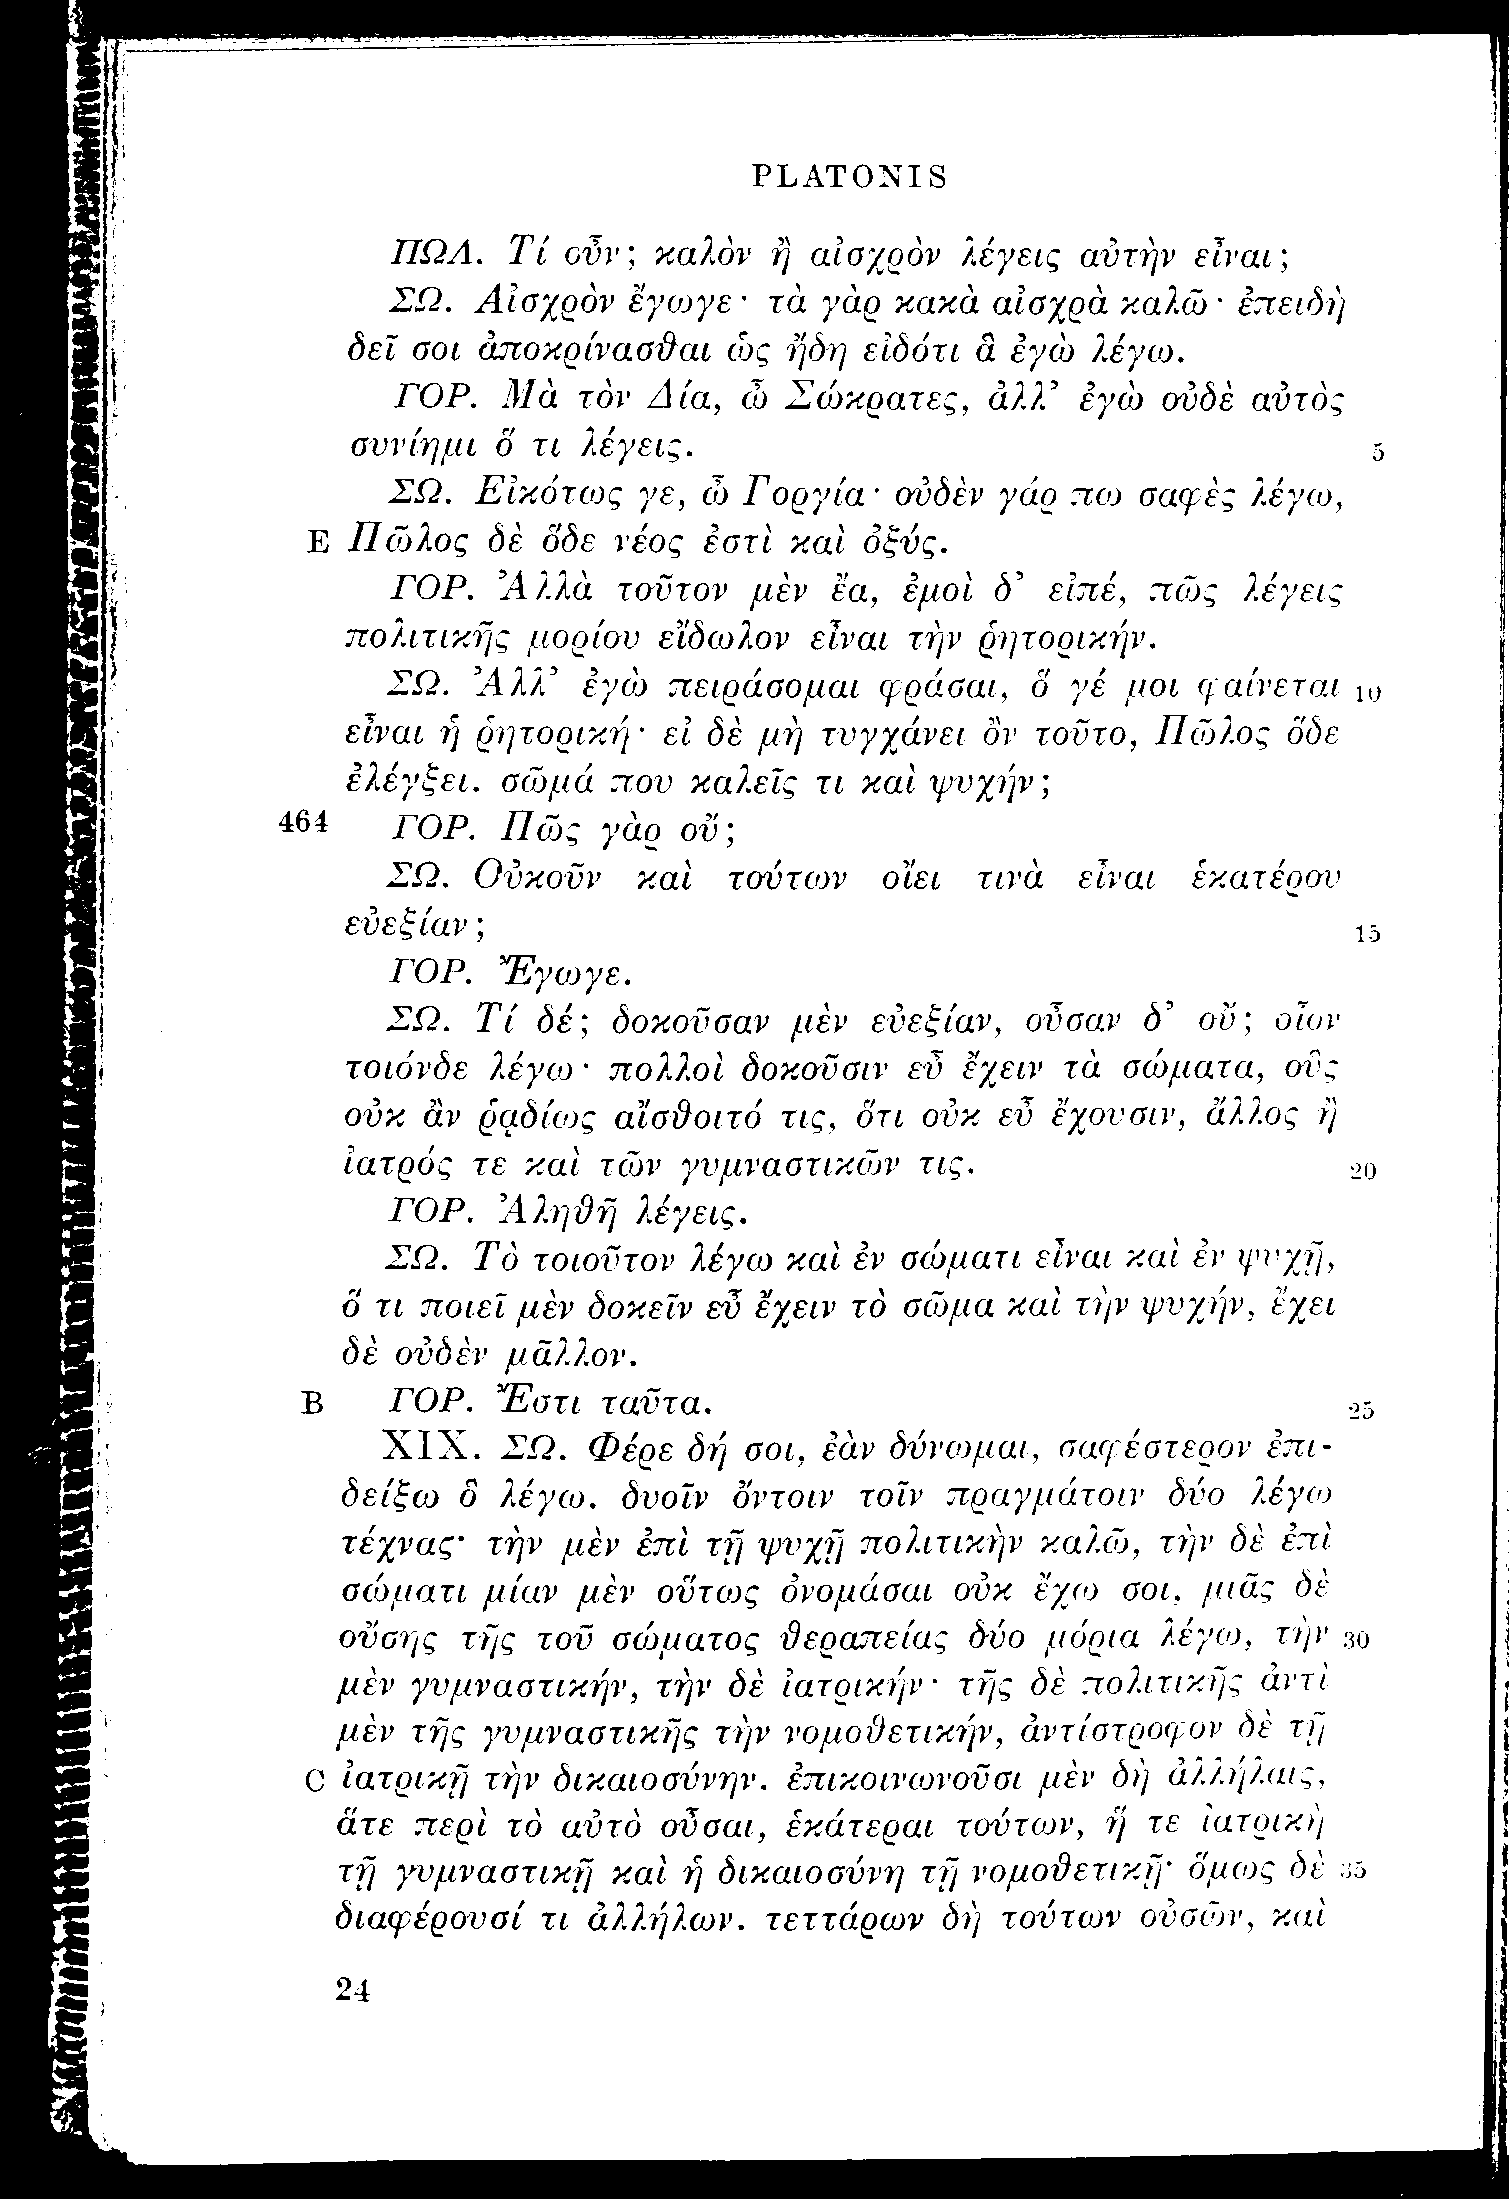 PLATONIS
ΠΩΛ. Τί οὖν; καλὸν ἢ αἰσχρὸν λέγεις αὐτὴν εἶναι;
ΣΩ. Αἰσχρὸν ἔγωγε· τὰ γὰρ κακὰ αἰσχρὰ καλῶ· ἐπειδὴ
δεῖ σοι ἀποκρίνασθαι ὡς ἤδη εἰδότι ἃ ἐγὼ λέγω.
ΓΟΡ. Μὰ τὸν Δία, ὦ Σώκρατες, ἀλλ’ ἐγὼ οὐδὲ αὐτὸς
συνίημι ὅ τι λέγεις. 5
ΣΩ. Εἰκότως γε, ὦ Γοργία· οὐδὲν γάρ πω σαφὲς λέγω,
E Πῶλος δὲ ὅδε νέος ἐστὶ καὶ ὀξύς.
ΓΟΡ. Ἀλλὰ τοῦτον μὲν ἔα, ἐμοὶ δ’ εἰπέ, πῶς λέγεις
πολιτικῆς μορίου εἴδωλον εἶναι τὴν ῥητορικήν.
ΣΩ. Ἀλλ’ ἐγὼ πειράσομαι φράσαι, ὅ γέ μοι φαίνεται 10
εἶναι ἡ ῥητορική· εἰ δὲ μὴ τυγχάνει ὂν τοῦτο, Πῶλος ὅδε
ἐλέγξει. σῶμά που καλεῖς τι καὶ ψυχήν;
464 ΓΟΡ. Πῶς γὰρ οὔ;
ΣΩ. Οὐκοῦν καὶ τούτων οἴει τινὰ εἶναι ἑκατέρου
εὐεξίαν; 15
ΓΟΡ. Ἔγωγε.
ΣΩ. Τί δέ; δοκοῦσαν μὲν εὐεξίαν, οὖσαν δ’ οὔ; οἷον
τοιόνδε λέγω· πολλοὶ δοκοῦσιν εὖ ἔχειν τὰ σώματα, οὓς
οὐκ ἂν ῥᾳδίως αἴσθοιτό τις, ὅτι οὐκ εὖ ἔχουσιν, ἄλλος ἢ
ἰατρός τε καὶ τῶν γυμναστικῶν τις. 20
ΓΟΡ. Ἀληθῆ λέγεις.
ΣΩ. Τὸ τοιοῦτον λέγω καὶ ἐν σώματι εἶναι καὶ ἐν ψυχῇ,
ὅ τι ποιεῖ μὲν δοκεῖν εὖ ἔχειν τὸ σῶμα καὶ τὴν ψυχήν, ἔχει
δὲ οὐδὲν μᾶλλον.
B ΓΟΡ. Ἔστι ταῦτα. 25
XIX. ΣΩ. Φέρε δή σοι, ἐὰν δύνωμαι, σαφέστερον ἐπι-
δείξω ὃ λέγω. δυοῖν ὄντοιν τοῖν πραγμάτοιν δύο λέγω
τέχνας· τὴν μὲν ἐπὶ τῇ ψυχῇ πολιτικὴν καλῶ, τὴν δὲ ἐπὶ
σώματι μίαν μὲν οὕτως ὀνομάσαι οὐκ ἔχω σοι, μιᾶς δὲ
οὔσης τῆς τοῦ σώματος θεραπείας δύο μόρια λέγω, τὴν 30
μὲν γυμναστικήν, τὴν δὲ ἰατρικήν· τῆς δὲ πολιτικῆς ἀντὶ
μὲν τῆς γυμναστικῆς τὴν νομοθετικήν, ἀντίστροφον δὲ τῇ
C ἰατρικῇ τὴν δικαιοσύνην. ἐπικοινωνοῦσι μὲν δὴ ἀλλήλαις,
ἅτε περὶ τὸ αὐτὸ οὖσαι, ἑκάτεραι τούτων, ἥ τε ἰατρικὴ
τῇ γυμναστικῇ καὶ ἡ δικαιοσύνη τῇ νομοθετικῇ· ὅμως δὲ 35
διαφέρουσί τι ἀλλήλων. τεττάρων δὴ τούτων οὐσῶν, καὶ
24